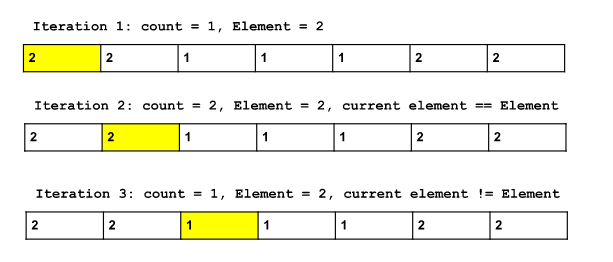 Iteration 1: count = 1, Element = 2
2 2 1 1 1 2 2
Iteration 2: count = 2, Element = 2, current element == Element
2 2 1 1 1 2 2
Iteration 3: count = 1, Element = 2, current element != Element
2 2 1 1 1 2 2